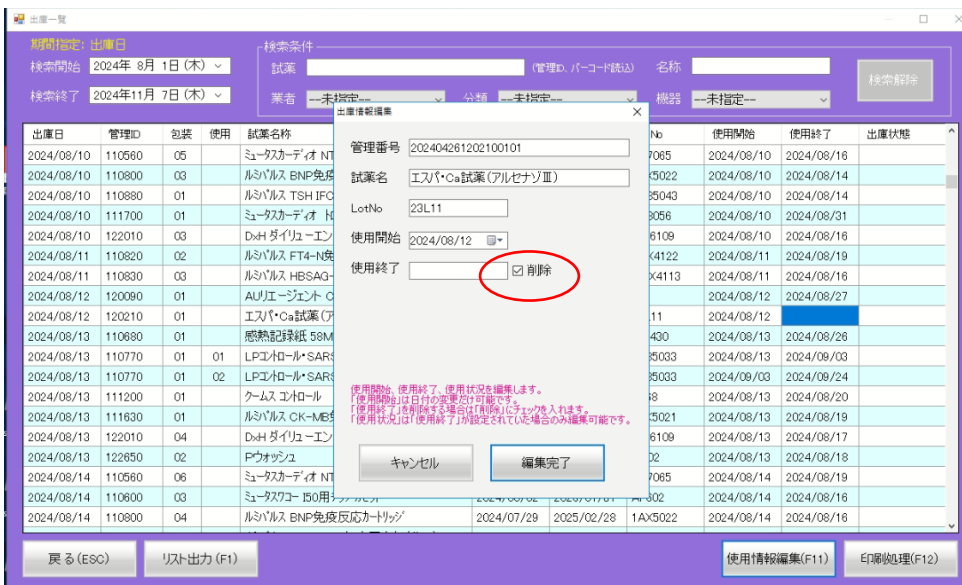 出庫一覧
期間指定: 出庫日
検索開始 2024年 8月 1日(木)
検索終了 2024年11月 7日(木)
検索条件
試薬 (管理ID、バーコード読込) 名称
業者 --未指定-- 分類 --未指定-- 機器 --未指定--
検索解除
出庫日 管理ID 包装 使用 試薬名称 No 使用開始 使用終了 出庫状態
2024/08/10 110560 05 ミュータスカーディオ NT 7065 2024/08/10 2024/08/16
2024/08/10 110800 03 ルミパルス BNP免疫 X5022 2024/08/10 2024/08/14
2024/08/10 110880 01 ルミパルス TSH IFC 35043 2024/08/10 2024/08/14
2024/08/10 111700 01 ミュータスカーディオ 3056 2024/08/10 2024/08/31
2024/08/10 122010 03 DxH ダイリューエン 6109 2024/08/10 2024/08/16
2024/08/11 110820 02 ルミパルス FT4-N免 X4122 2024/08/11 2024/08/19
2024/08/11 110830 03 ルミパルス HBSAG- X4113 2024/08/11 2024/08/16
2024/08/12 120090 01 AUリエージェント C 2024/08/12 2024/08/27
2024/08/12 120210 01 エスパ・Ca試薬(ア .11 2024/08/12
2024/08/13 110680 01 感熱記録紙 58M 430 2024/08/13 2024/08/26
2024/08/13 110770 01 01 LPコントロール・SARS 35033 2024/08/13 2024/09/03
2024/08/13 110770 01 02 LPコントロール・SARS 35033 2024/09/03 2024/09/24
2024/08/13 111200 01 クームス コントロール 2024/08/13 2024/08/20
2024/08/13 111630 01 ルミパルス CK-MB免 X5021 2024/08/13 2024/08/19
2024/08/13 122010 04 DxH ダイリューエン 6109 2024/08/13 2024/08/17
2024/08/13 122650 02 Pウォッシュ 02 2024/08/13 2024/08/18
2024/08/14 110560 06 ミュータスカーディオ NT 7065 2024/08/14 2024/08/19
2024/08/14 110600 03 ミュータスワコー I50用 2024/08/14 2024/08/16
2024/08/14 110800 04 ルミパルス BNP免疫反応カートリッジ 2024/07/29 2025/02/28 1AX5022 2024/08/14 2024/08/16
出庫情報編集
管理番号 202404261202100101
試薬名 エスパ・Ca試薬(アルセナゾⅢ)
LotNo 23L11
使用開始 2024/08/12
使用終了 削除
使用開始、使用終了、使用状況を編集します。
「使用開始」は日付の変更だけ可能です。
「使用終了」を削除する場合は「削除」にチェックを入れます。
「使用状況」は「使用終了」が設定されていた場合のみ編集可能です。
キャンセル 編集完了
戻る(ESC) リスト出力(F1) 使用情報編集(F11) 印刷処理(F12)